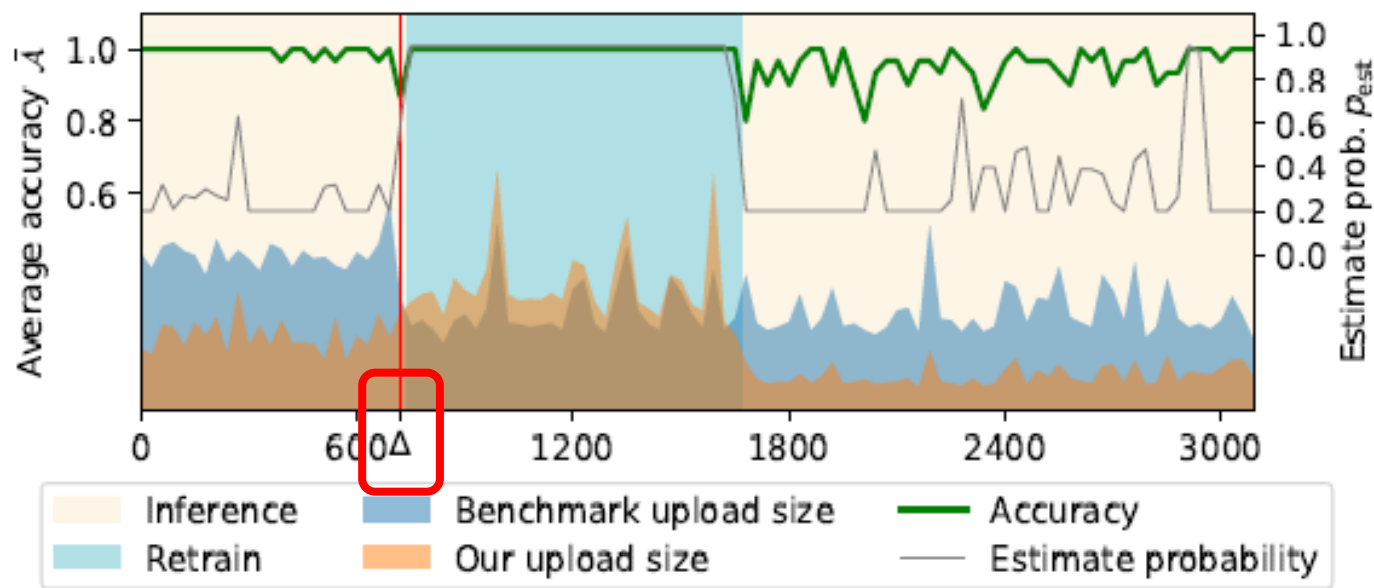 Average accuracy 𝒜̄
1.0
0.8
0.6
1.0
0.8
0.6
0.4
0.2
0.0
Estimate prob. p_est
0 600 Δ 1200 1800 2400 3000
Inference Benchmark upload size Accuracy
Retrain Our upload size Estimate probability